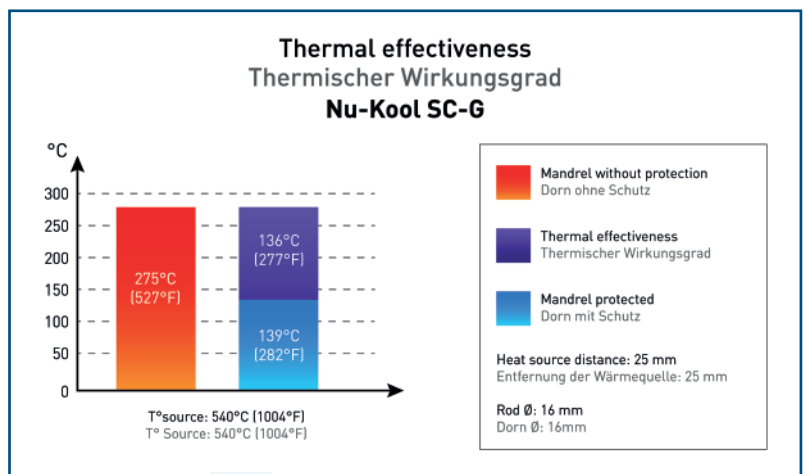 Thermal effectiveness
Thermischer Wirkungsgrad
Nu-Kool SC-G
°C
300
250
200
150
100
50
0
275°C
(527°F)
136°C
(277°F)
139°C
(282°F)
T°source: 540°C (1004°F)
T° Source: 540°C (1004°F)
Mandrel without protection
Dorn ohne Schutz
Thermal effectiveness
Thermischer Wirkungsgrad
Mandrel protected
Dorn mit Schutz
Heat source distance: 25 mm
Entfernung der Wärmequelle: 25 mm
Rod Ø: 16 mm
Dorn Ø: 16mm